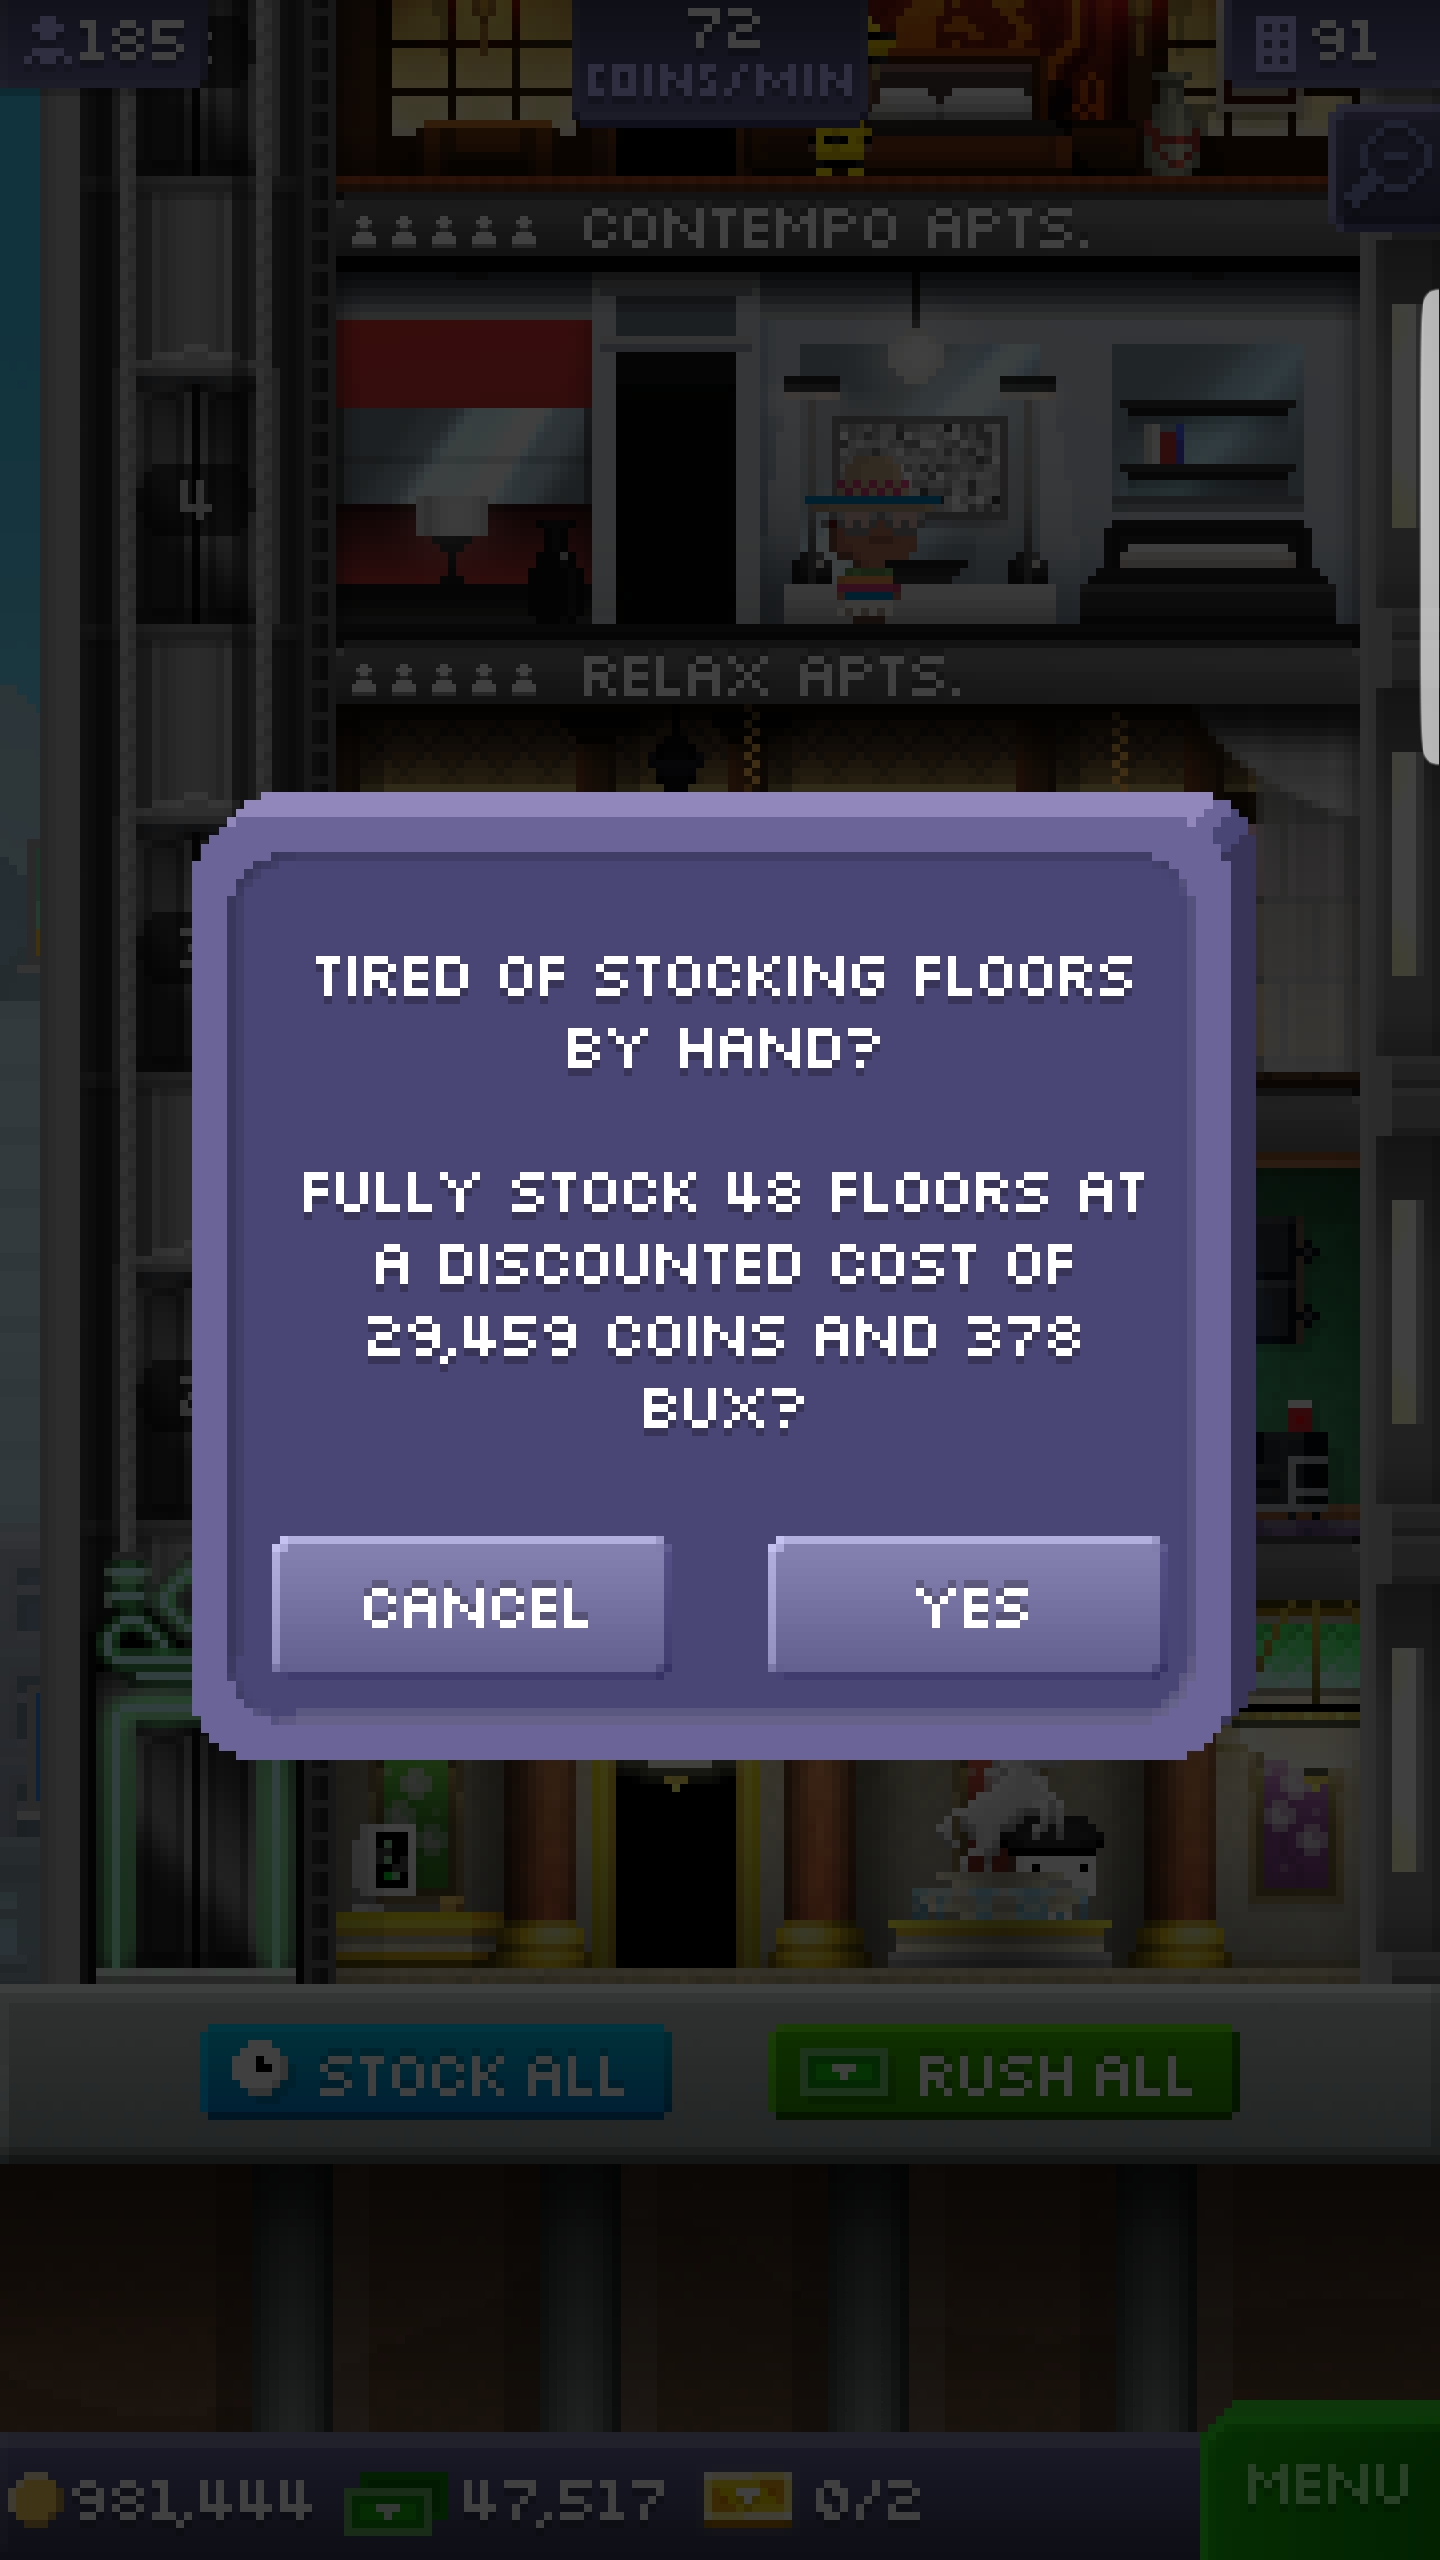 185
72
COINS/MIN
91
CONTEMPO APTS.
4
RELAX APTS.
TIRED OF STOCKING FLOORS
BY HAND?
FULLY STOCK 48 FLOORS AT
A DISCOUNTED COST OF
29,459 COINS AND 378
BUX?
CANCEL
YES
STOCK ALL
RUSH ALL
981,444
47,517
0/2
MENU